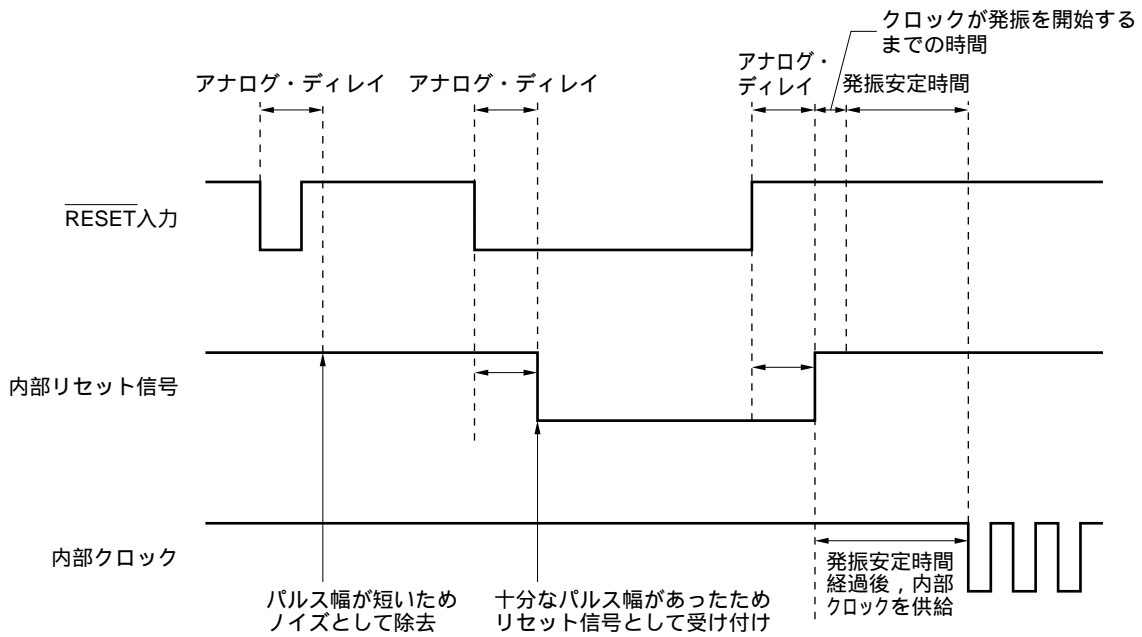 クロックが発振を開始する
までの時間
アナログ・ディレイ
アナログ・ディレイ
アナログ・
ディレイ
発振安定時間
RESET入力
内部リセット信号
内部クロック
発振安定時間
経過後，内部
クロックを供給
パルス幅が短いため
ノイズとして除去
十分なパルス幅があったため
リセット信号として受け付け